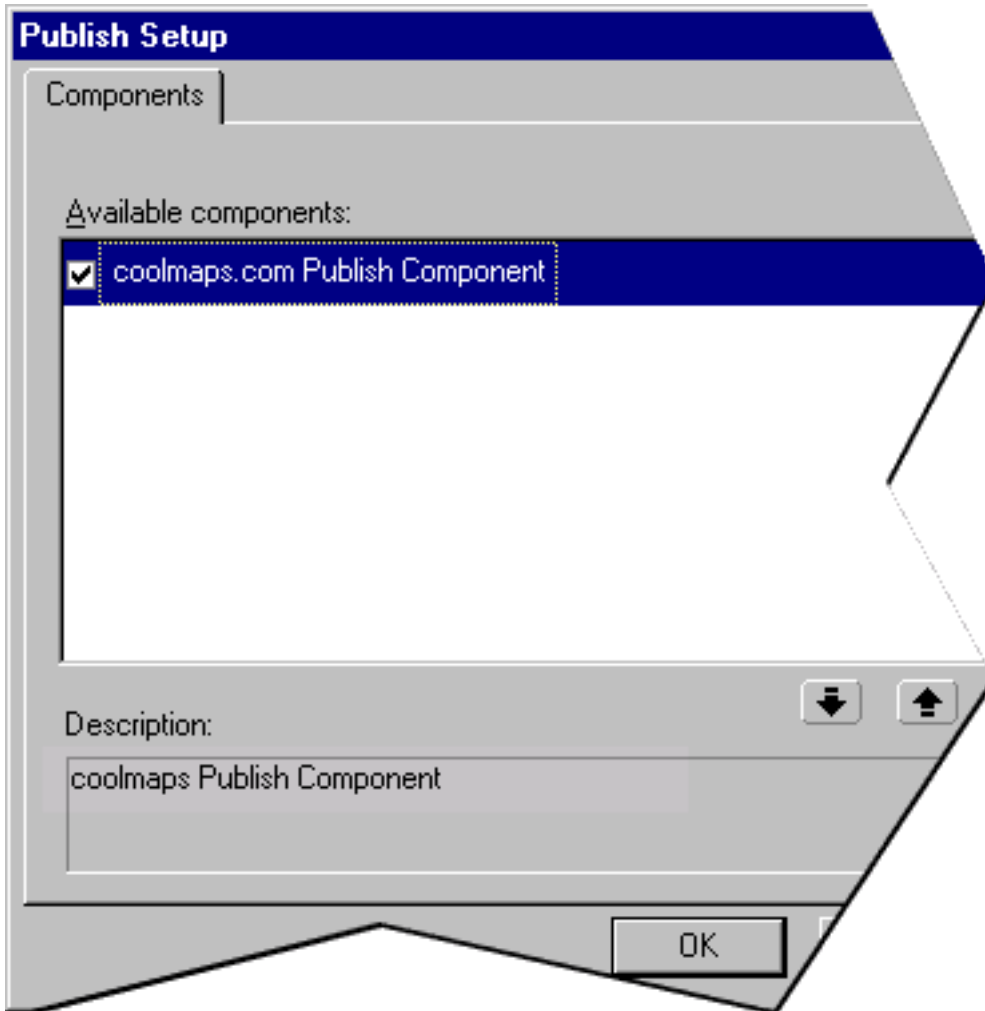 Publish Setup
Components
Available components:
coolmaps.com Publish Component
Description:
coolmaps Publish Component
OK